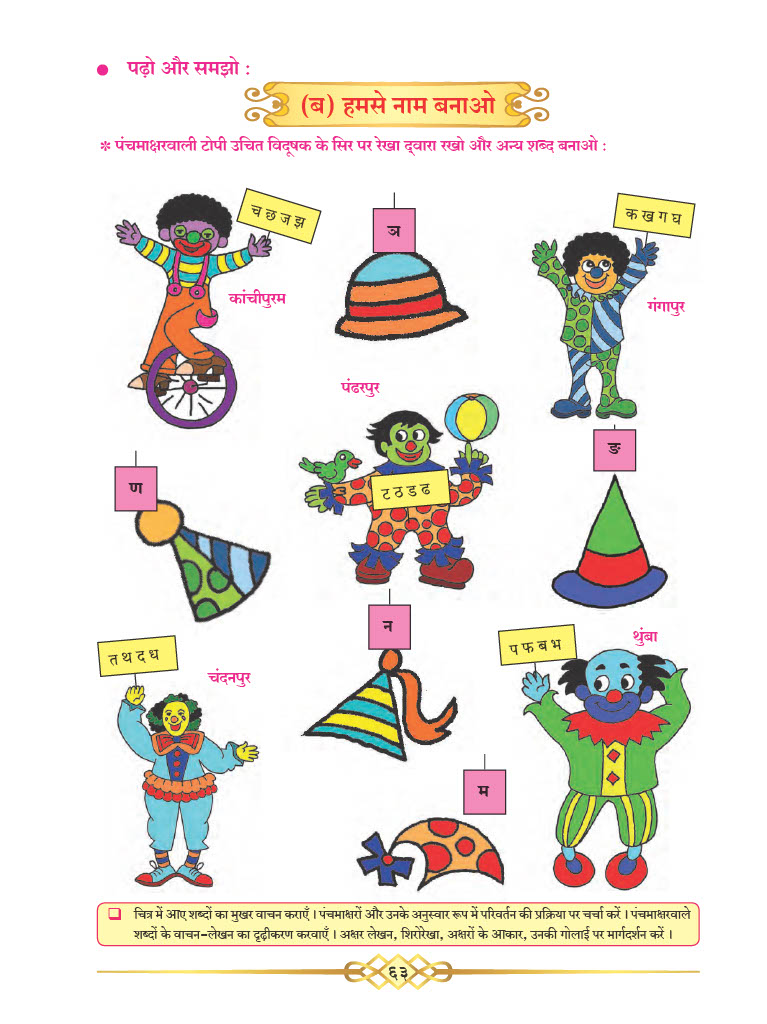 ● पढ़ो और समझो :
(ब) हमसे नाम बनाओ
* पंचमाक्षरवाली टोपी उचित विदूषक के सिर पर रेखा द्‌वारा रखो और अन्य शब्द बनाओ :
च छ ज झ
ञ
क ख ग घ
कांचीपुरम
गंगापुर
पंढरपुर
ङ
ण
ट ठ ड ढ
न
त थ द ध
प फ ब भ
थुंबा
चंदनपुर
म
❑ चित्र में आए शब्दों का मुखर वाचन कराएँ । पंचमाक्षरों और उनके अनुस्वार रूप में परिवर्तन की प्रक्रिया पर चर्चा करें । पंचमाक्षरवाले
शब्दों के वाचन-लेखन का दृढ़ीकरण करवाएँ । अक्षर लेखन, शिरोरेखा, अक्षरों के आकार, उनकी गोलाई पर मार्गदर्शन करें ।
६३